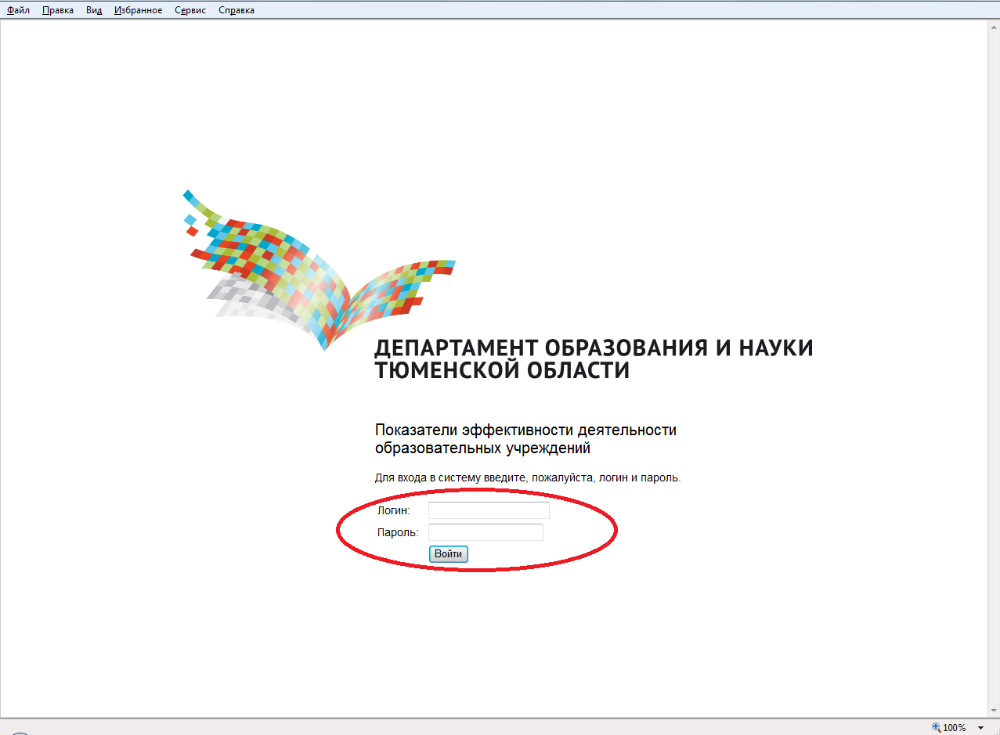 Файл Правка Вид Избранное Сервис Справка
ДЕПАРТАМЕНТ ОБРАЗОВАНИЯ И НАУКИ
ТЮМЕНСКОЙ ОБЛАСТИ
Показатели эффективности деятельности
образовательных учреждений
Для входа в систему введите, пожалуйста, логин и пароль.
Логин:
Пароль:
Войти
100%